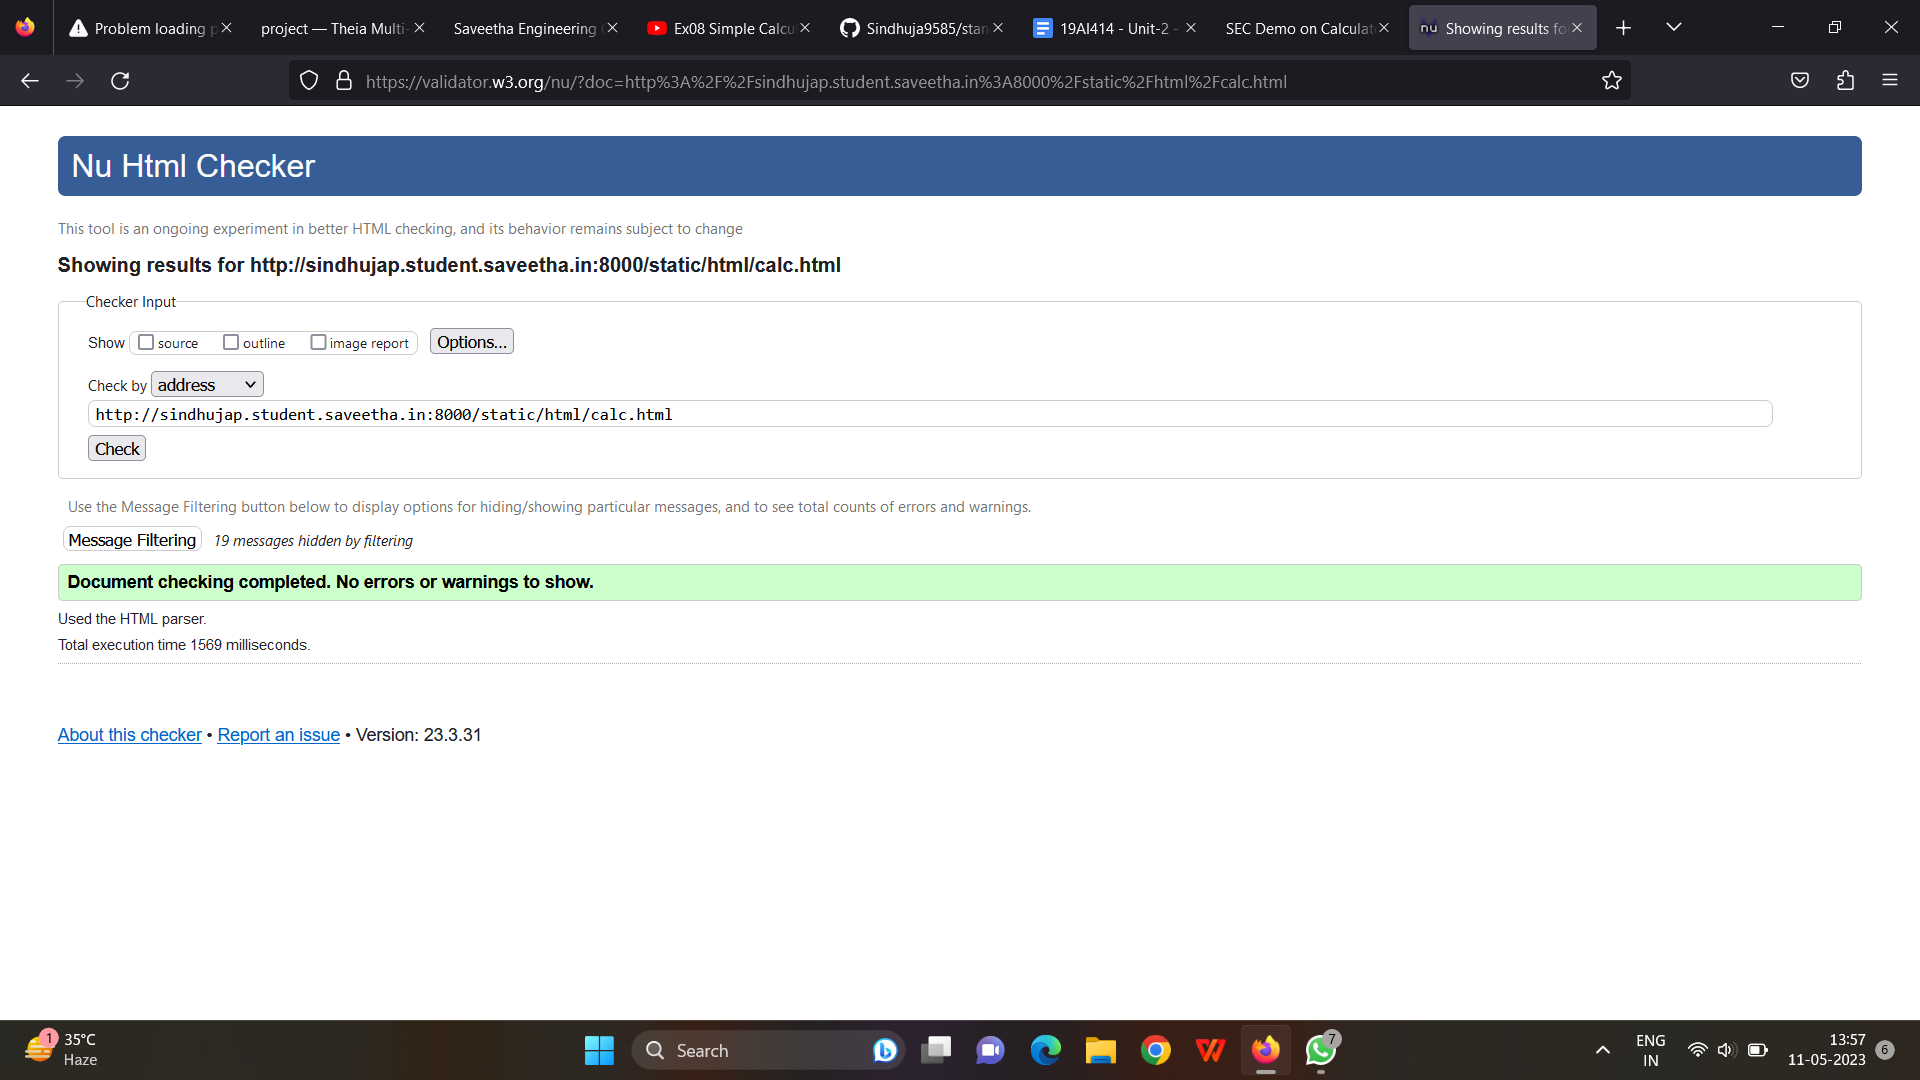 Problem loading p
project — Theia Multi-
Saveetha Engineering
Ex08 Simple Calcu
Sindhuja9585/stan
19AI414 - Unit-2 -
SEC Demo on Calculat
nu Showing results fo
https://validator.w3.org/nu/?doc=http%3A%2F%2Fsindhujap.student.saveetha.in%3A8000%2Fstatic%2Fhtml%2Fcalc.html
Nu Html Checker
This tool is an ongoing experiment in better HTML checking, and its behavior remains subject to change
Showing results for http://sindhujap.student.saveetha.in:8000/static/html/calc.html
Checker Input
Show source outline image report Options...
Check by address
http://sindhujap.student.saveetha.in:8000/static/html/calc.html
Check
Use the Message Filtering button below to display options for hiding/showing particular messages, and to see total counts of errors and warnings.
Message Filtering 19 messages hidden by filtering
Document checking completed. No errors or warnings to show.
Used the HTML parser.
Total execution time 1569 milliseconds.
About this checker • Report an issue • Version: 23.3.31
1
35°C
Haze
Search
7
ENG
IN
13:57
11-05-2023
6